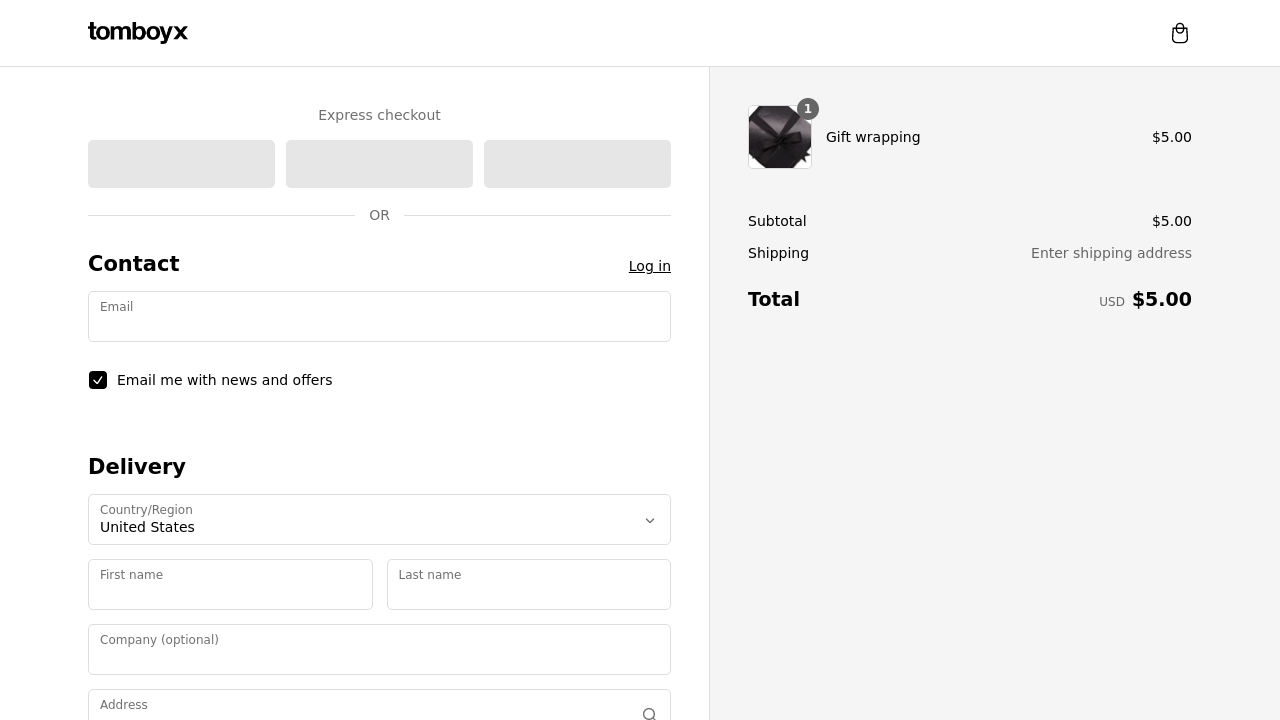 tomboyx
Express checkout
OR
Contact
Log in
Email
Email me with news and offers
Delivery
Country/Region
United States
First name
Last name
Company (optional)
Address
1
Gift wrapping
$5.00
Subtotal
$5.00
Shipping
Enter shipping address
Total
USD $5.00